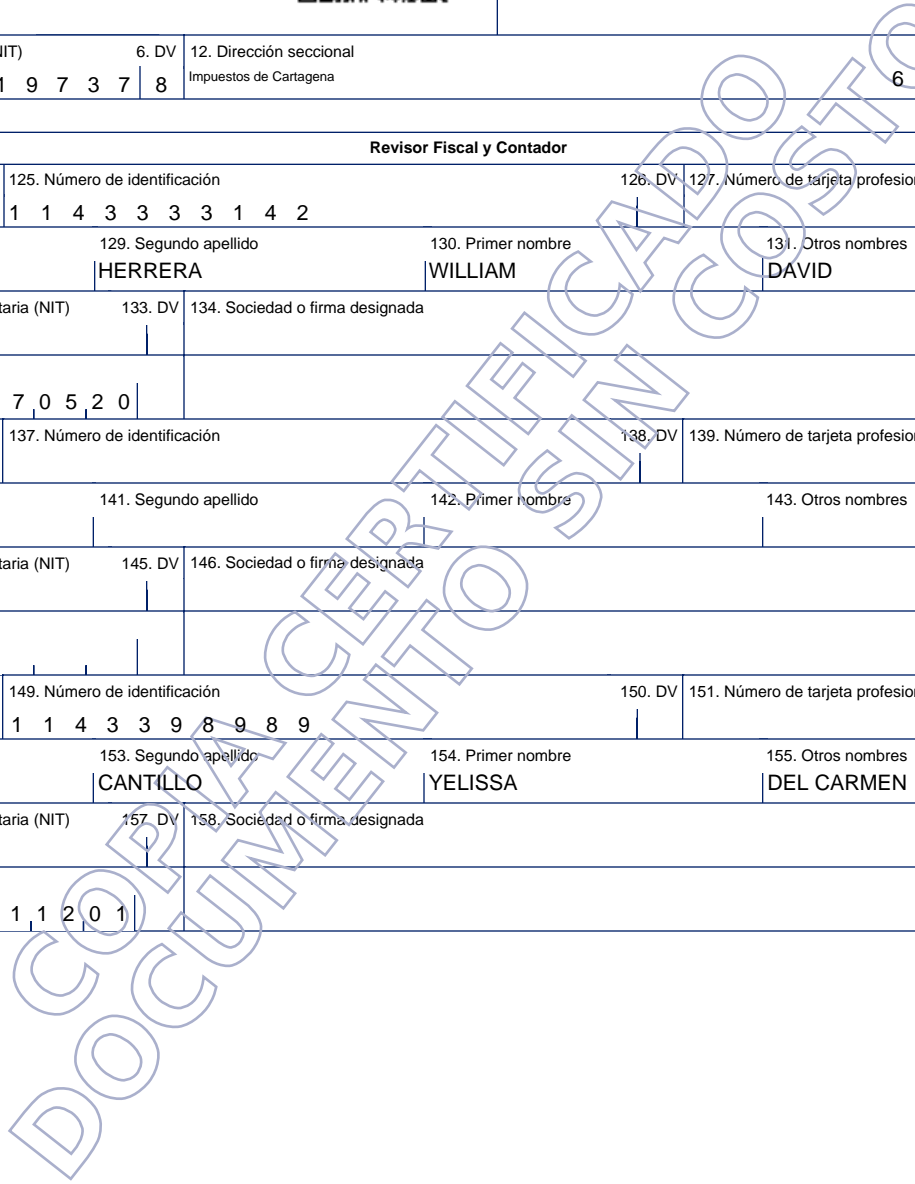 NIT) 6. DV 12. Dirección seccional
1 9 7 3 7 8 Impuestos de Cartagena 6
Revisor Fiscal y Contador
125. Número de identificación 126. DV 127. Número de tarjeta profesion
1 1 4 3 3 3 3 1 4 2
129. Segundo apellido 130. Primer nombre 131. Otros nombres
HERRERA WILLIAM DAVID
taria (NIT) 133. DV 134. Sociedad o firma designada
7 0 5 2 0
137. Número de identificación 138. DV 139. Número de tarjeta profesion
141. Segundo apellido 142. Primer nombre 143. Otros nombres
taria (NIT) 145. DV 146. Sociedad o firma designada
149. Número de identificación 150. DV 151. Número de tarjeta profesion
1 1 4 3 3 9 8 9 8 9
153. Segundo apellido 154. Primer nombre 155. Otros nombres
CANTILLO YELISSA DEL CARMEN
taria (NIT) 157. DV 158. Sociedad o firma designada
1 1 2 0 1
COPIA CERTIFICADO
DOCUMENTO SIN COSTO